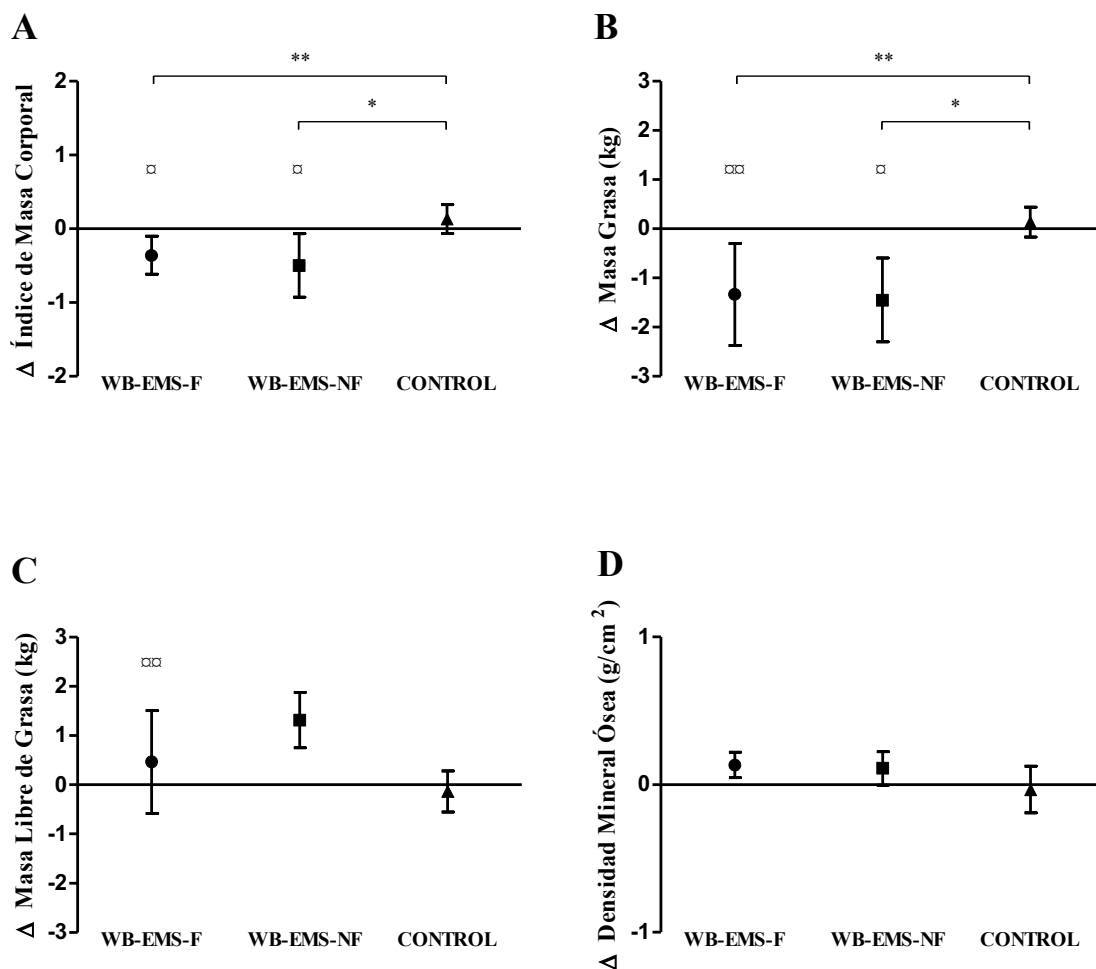 A
**
*
¤
¤
2
1
0
-1
-2
Δ Índice de Masa Corporal
WB-EMS-F
WB-EMS-NF
CONTROL
B
**
*
¤¤
¤
3
2
1
0
-1
-2
-3
Δ Masa Grasa (kg)
WB-EMS-F
WB-EMS-NF
CONTROL
C
¤¤
3
2
1
0
-1
-2
-3
Δ Masa Libre de Grasa (kg)
WB-EMS-F
WB-EMS-NF
CONTROL
D
1
0
-1
Δ Densidad Mineral Ósea (g/cm²)
WB-EMS-F
WB-EMS-NF
CONTROL